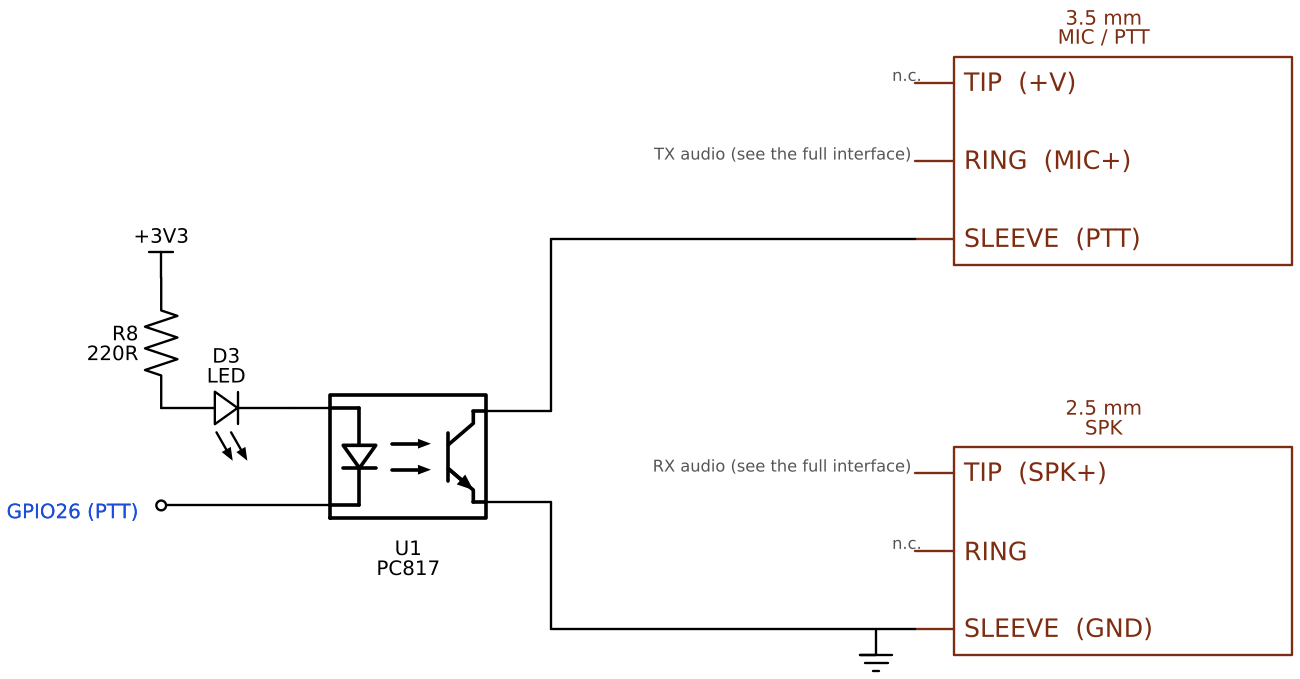 3.5 mm
MIC / PTT
n.c.
TIP (+V)
TX audio (see the full interface)
RING (MIC+)
SLEEVE (PTT)
+3V3
R8
220R
D3
LED
GPIO26 (PTT)
U1
PC817
2.5 mm
SPK
RX audio (see the full interface)
TIP (SPK+)
n.c.
RING
SLEEVE (GND)